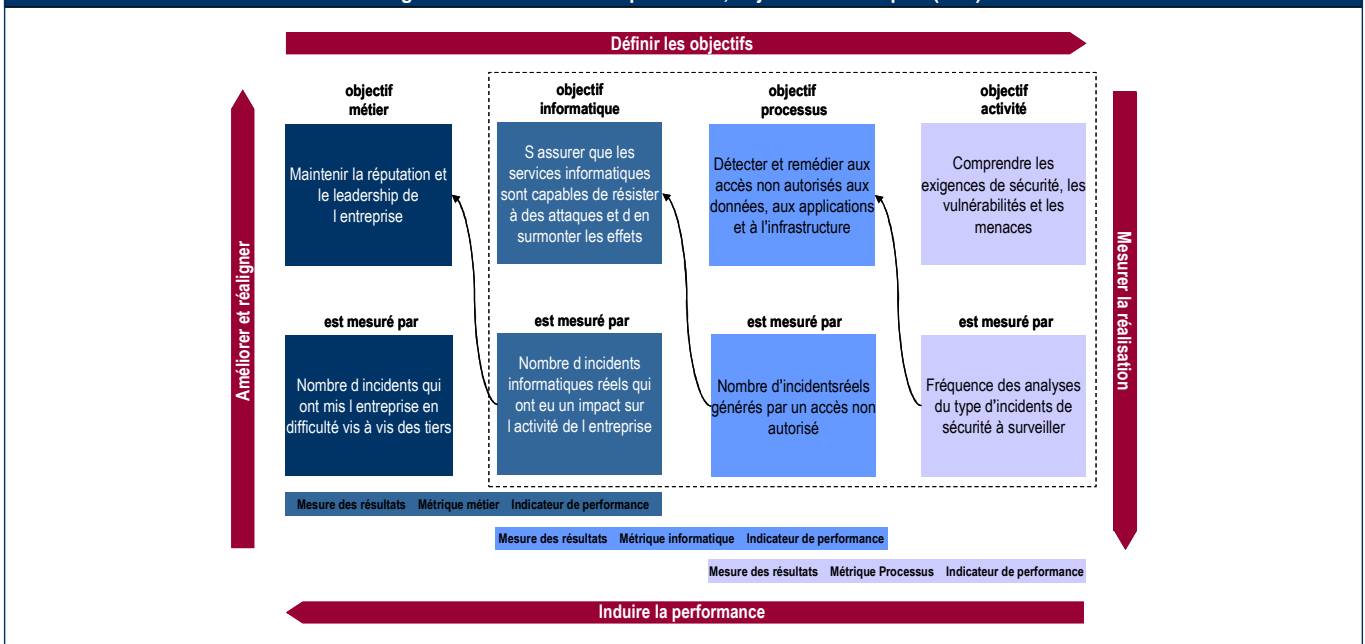 Définir les objectifs
objectif
métier
objectif
informatique
objectif
processus
objectif
activité
Maintenir la réputation et
le leadership de
l entreprise
S assurer que les
services informatiques
sont capables de résister
à des attaques et d en
surmonter les effets
Détecter et remédier aux
accès non autorisés aux
données, aux applications
et à l'infrastructure
Comprendre les
exigences de sécurité, les
vulnérabilités et les
menaces
Améliorer et réaligner
Mesurer la réalisation
est mesuré par
est mesuré par
est mesuré par
est mesuré par
Nombre d incidents qui
ont mis l entreprise en
difficulté vis à vis des tiers
Nombre d incidents
informatiques réels qui
ont eu un impact sur
l activité de l entreprise
Nombre d'incidentsréels
générés par un accès non
autorisé
Fréquence des analyses
du type d'incidents de
sécurité à surveiller
Mesure des résultats Métrique métier Indicateur de performance
Mesure des résultats Métrique informatique Indicateur de performance
Mesure des résultats Métrique Processus Indicateur de performance
Induire la performance